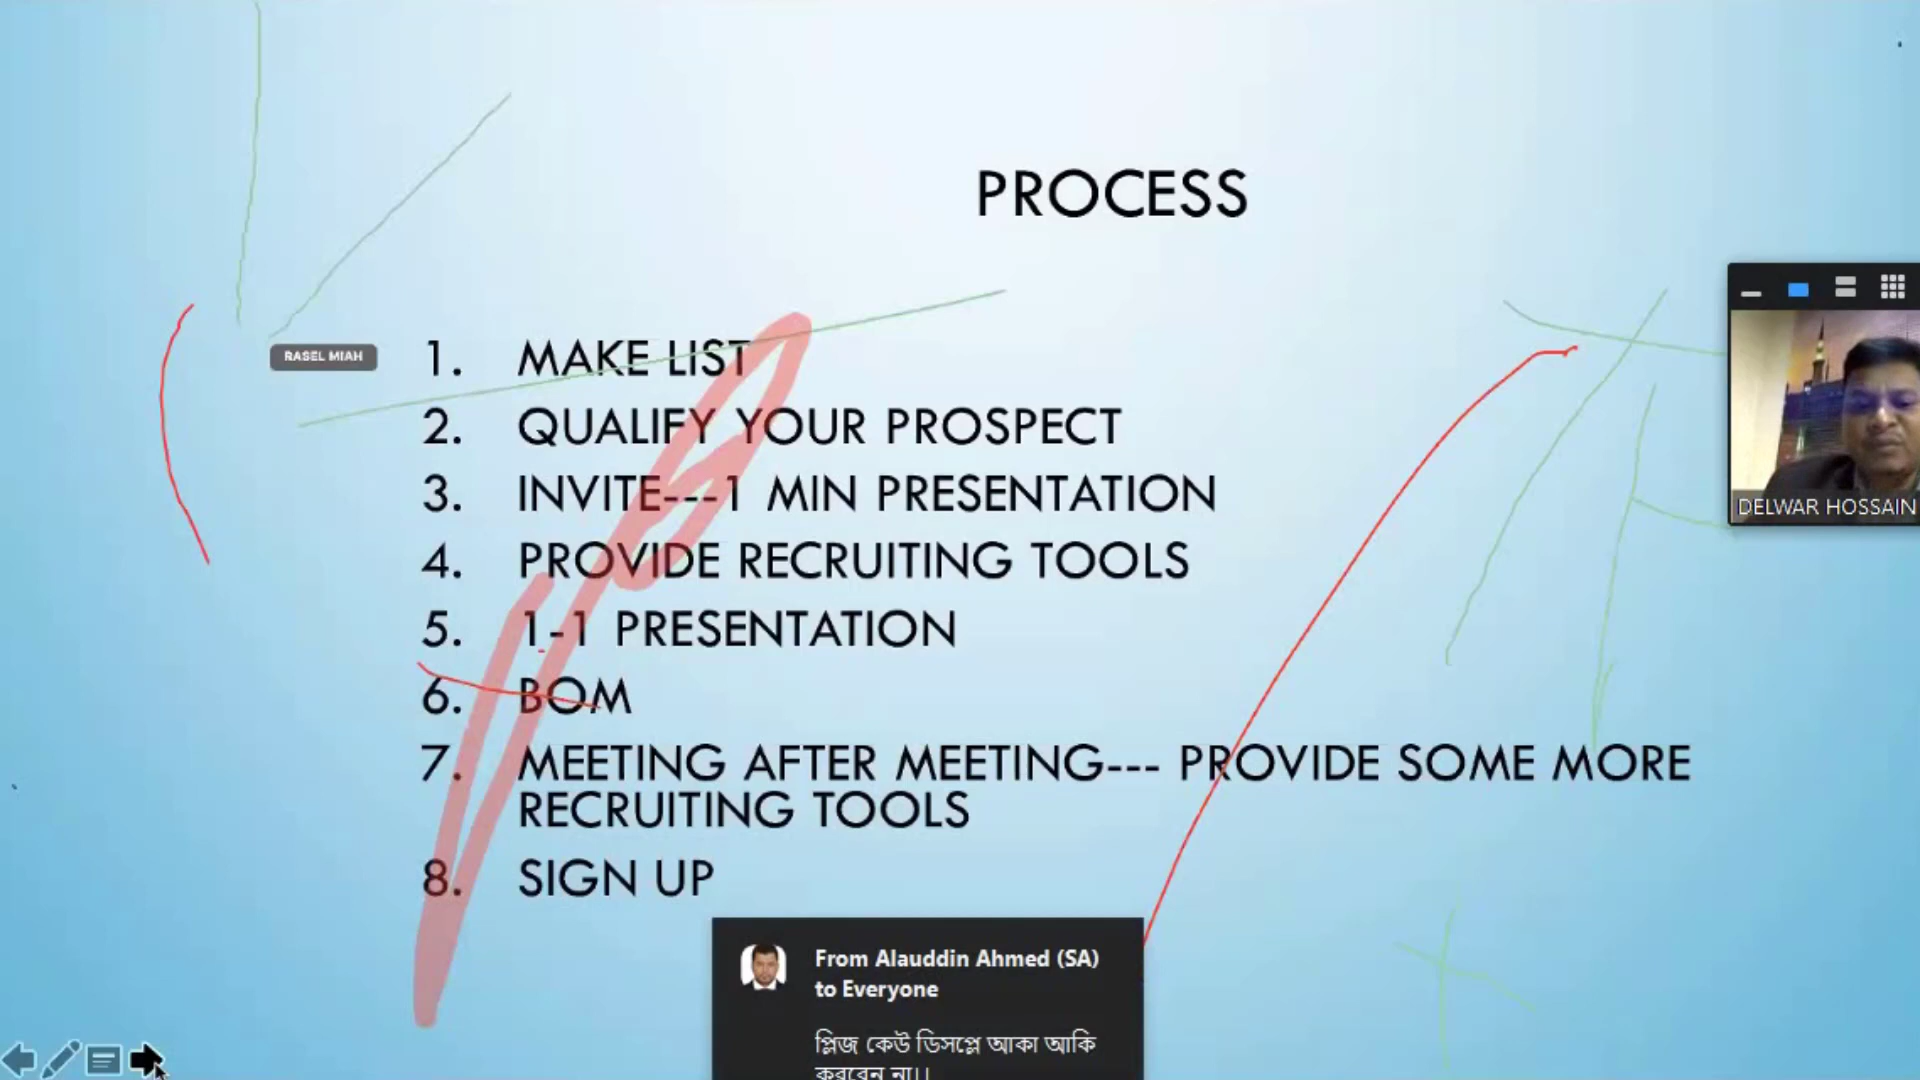 PROCESS
RASEL MIAH
1. MAKE LIST
2. QUALIFY YOUR PROSPECT
3. INVITE---1 MIN PRESENTATION
4. PROVIDE RECRUITING TOOLS
5. 1-1 PRESENTATION
6. BOM
7. MEETING AFTER MEETING--- PROVIDE SOME MORE
RECRUITING TOOLS
8. SIGN UP
DELWAR HOSSAIN
From Alauddin Ahmed (SA)
to Everyone
প্লিজ কেউ ডিসপ্লে আকা আকি
করবেন না।।